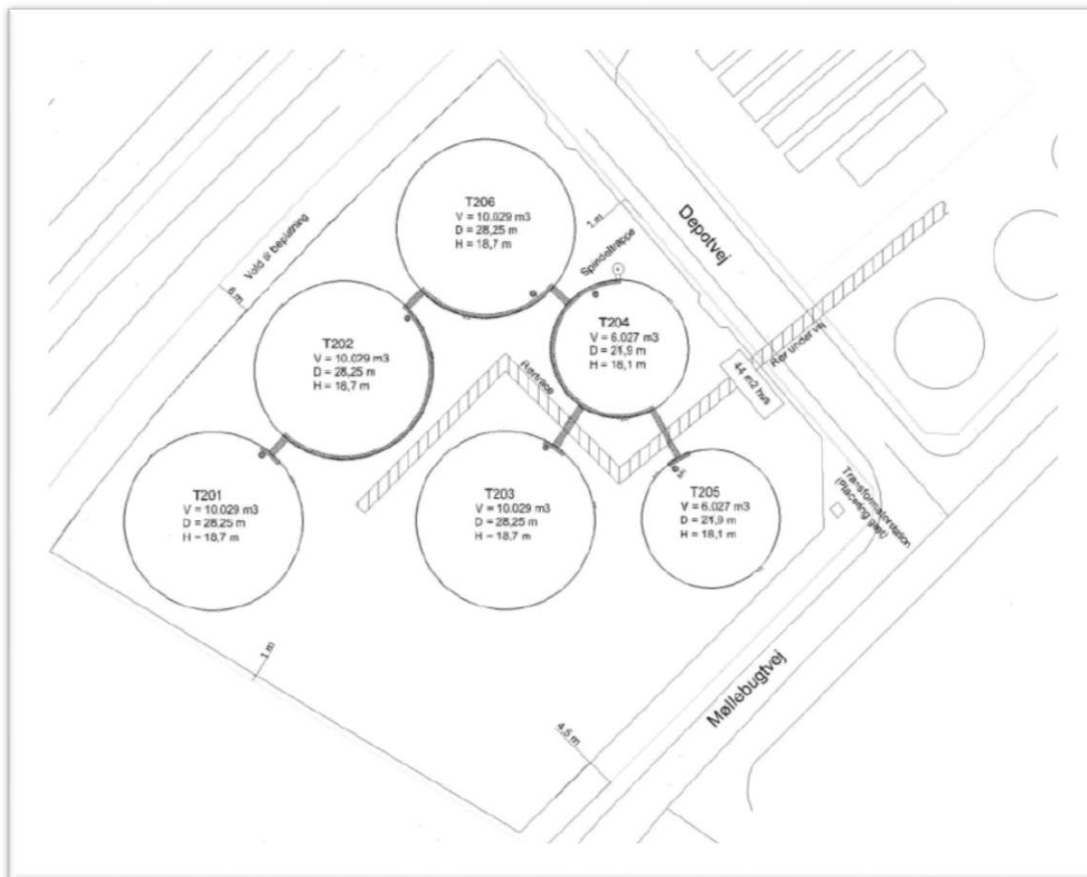 T206
V = 10.029 m3
D = 28,25 m
H = 18,7 m
Depotvej
1 m
Spindeltrappe
Vold
6 m
T204
V = 6.027 m3
D = 21,9 m
H = 18,1 m
T202
V = 10.029 m3
D = 28,25 m
H = 18,7 m
Rør under vej
Rørtrace
44 m2 hus
T201
V = 10.029 m3
D = 28,25 m
H = 18,7 m
T203
V = 10.029 m3
D = 28,25 m
H = 18,7 m
T205
V = 6.027 m3
D = 21,9 m
H = 18,1 m
Transformatorstation
(Placering
1 m
4,5 m
Møllebugtvej